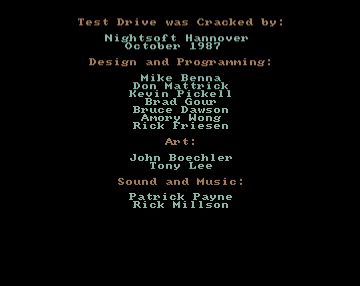 Test Drive was Cracked by:
Nightsoft Hannover
October 1987
Design and Programming:
Mike Benna
Don Mattrick
Kevin Pickell
Brad Gour
Bruce Dawson
Amory Wong
Rick Friesen
Art:
John Boechler
Tony Lee
Sound and Music:
Patrick Payne
Rick Millson